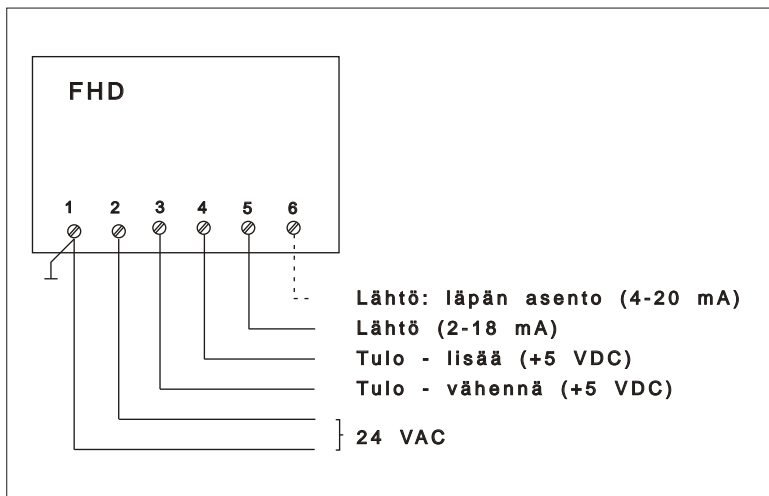 FHD
1 2 3 4 5 6
Lähtö: läpän asento (4-20 mA)
Lähtö (2-18 mA)
Tulo - lisää (+5 VDC)
Tulo - vähennä (+5 VDC)
24 VAC